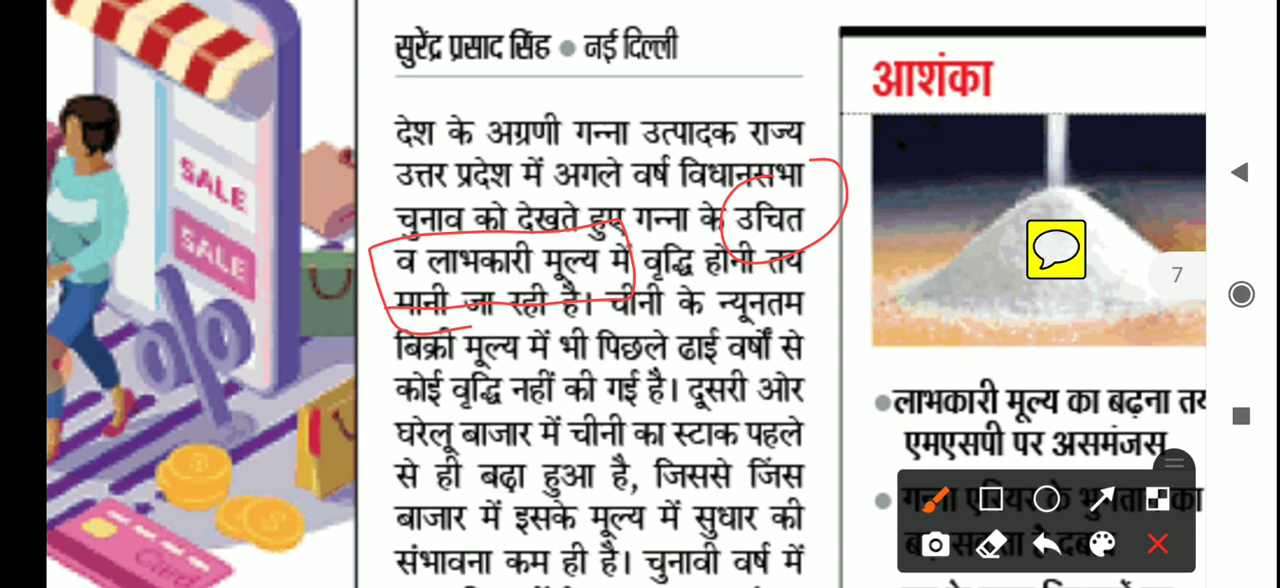 SALE
SALE
Card
सुरेंद्र प्रसाद सिंह ● नई दिल्ली
देश के अग्रणी गन्ना उत्पादक राज्य
उत्तर प्रदेश में अगले वर्ष विधानसभा
चुनाव को देखते हुए गन्ना के उचित
व लाभकारी मूल्य में वृद्धि होनी तय
मानी जा रही है। चीनी के न्यूनतम
बिक्री मूल्य में भी पिछले ढाई वर्षों से
कोई वृद्धि नहीं की गई है। दूसरी ओर
घरेलू बाजार में चीनी का स्टाक पहले
से ही बढ़ा हुआ है, जिससे जिंस
बाजार में इसके मूल्य में सुधार की
संभावना कम ही है। चुनावी वर्ष में
आशंका
7
● लाभकारी मूल्य का बढ़ना
एमएसपी पर असमंजस
● गन्ना के का